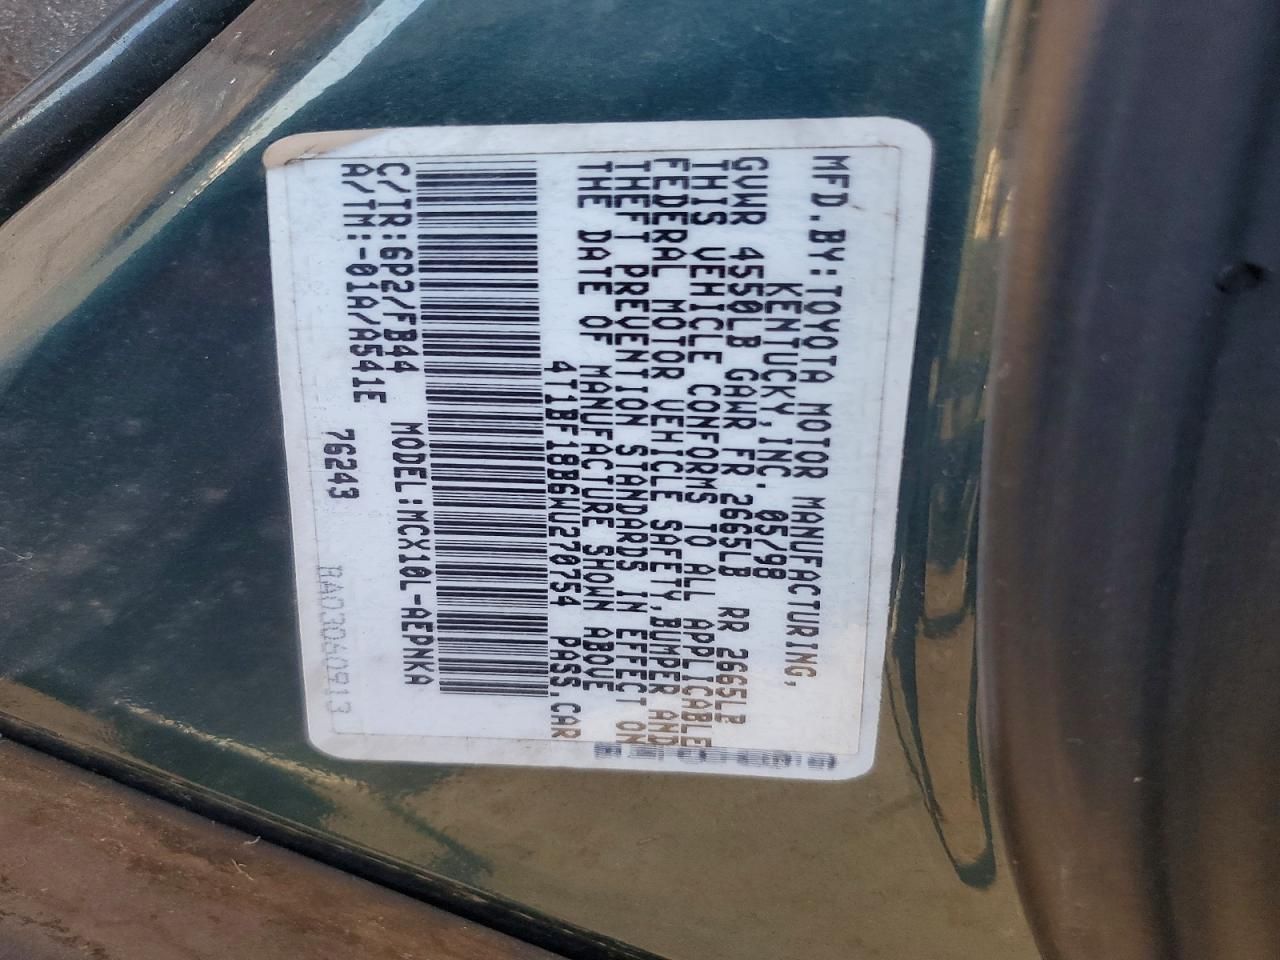 MFD.BY:TOYOTA MOTOR MANUFACTURING,
KENTUCKY,INC. 05/98
GVWR 4550LB GAWR FR 2665LB RR 2665LB
THIS VEHICLE CONFORMS TO ALL APPLICABLE
FEDERAL MOTOR VEHICLE SAFETY,BUMPER AND
THEFT PREVENTION STANDARDS IN EFFECT ON
THE DATE OF MANUFACTURE SHOWN ABOVE
4T1BF18B6WU270754 PASS.CAR
C/TR:6P2/FB44 MODEL:MCX10L-AEPNKA
A/TM:-01A/A541E
76243 BA03040913